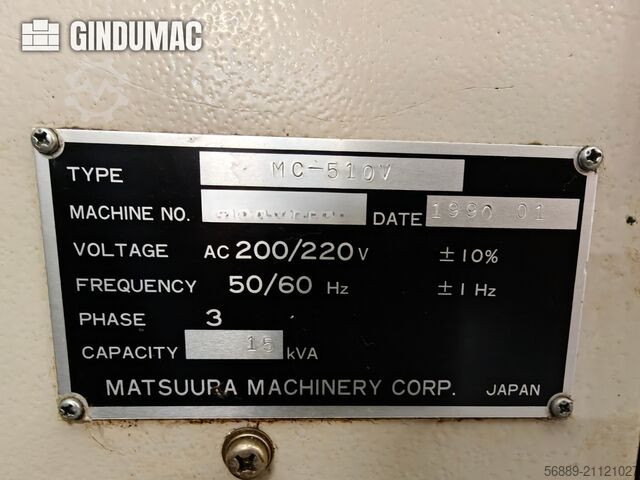 GINDUMAC
TYPE MC-510V
MACHINE NO. DATE 1990 01
VOLTAGE AC 200/220 V ±10%
FREQUENCY 50/60 Hz ±1 Hz
PHASE 3
CAPACITY 15 kVA
MATSUURA MACHINERY CORP. JAPAN
56889-21121027